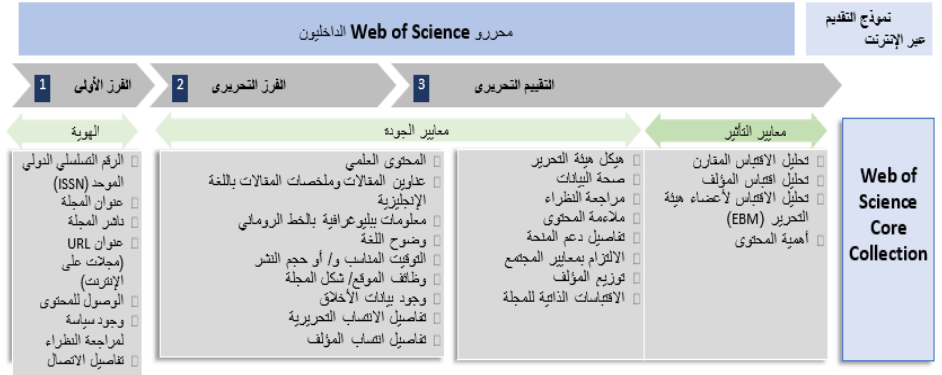 نموذج التقديم
عبر الإنترنت
محررو Web of Science الداخليون
1 الفرز الأولي
2 الفرز التحريري
3 التقييم التحريري
الهوية
معايير الجودة
معايير التأثير
الرقم التسلسلي الدولي
الموحد (ISSN)
عنوان المجلة
ناشر المجلة
عنوان URL
(مجلات على
الإنترنت)
الوصول للمحتوى
وجود سياسة
لمراجعة النظراء
تفاصيل الاتصال
المحتوى العلمي
عناوين المقالات وملخصات المقالات باللغة
الإنجليزية
معلومات ببليوغرافية بالخط الروماني
وضوح اللغة
التوقيت المناسب و/ أو حجم النشر
وظائف الموقع/ شكل المجلة
وجود بيانات الأخلاق
تفاصيل الانتساب التحريرية
تفاصيل انتساب المؤلف
هيكل هيئة التحرير
صحة البيانات
مراجعة النظراء
ملاءمة المحتوى
تفاصيل دعم المنحة
الالتزام بمعايير المجتمع
توزيع المؤلف
الاقتباسات الذاتية للمجلة
تحليل الاقتباس المقارن
تحليل اقتباس المؤلف
تحليل الاقتباس لأعضاء هيئة
التحرير (EBM)
أهمية المحتوى
Web of
Science
Core
Collection